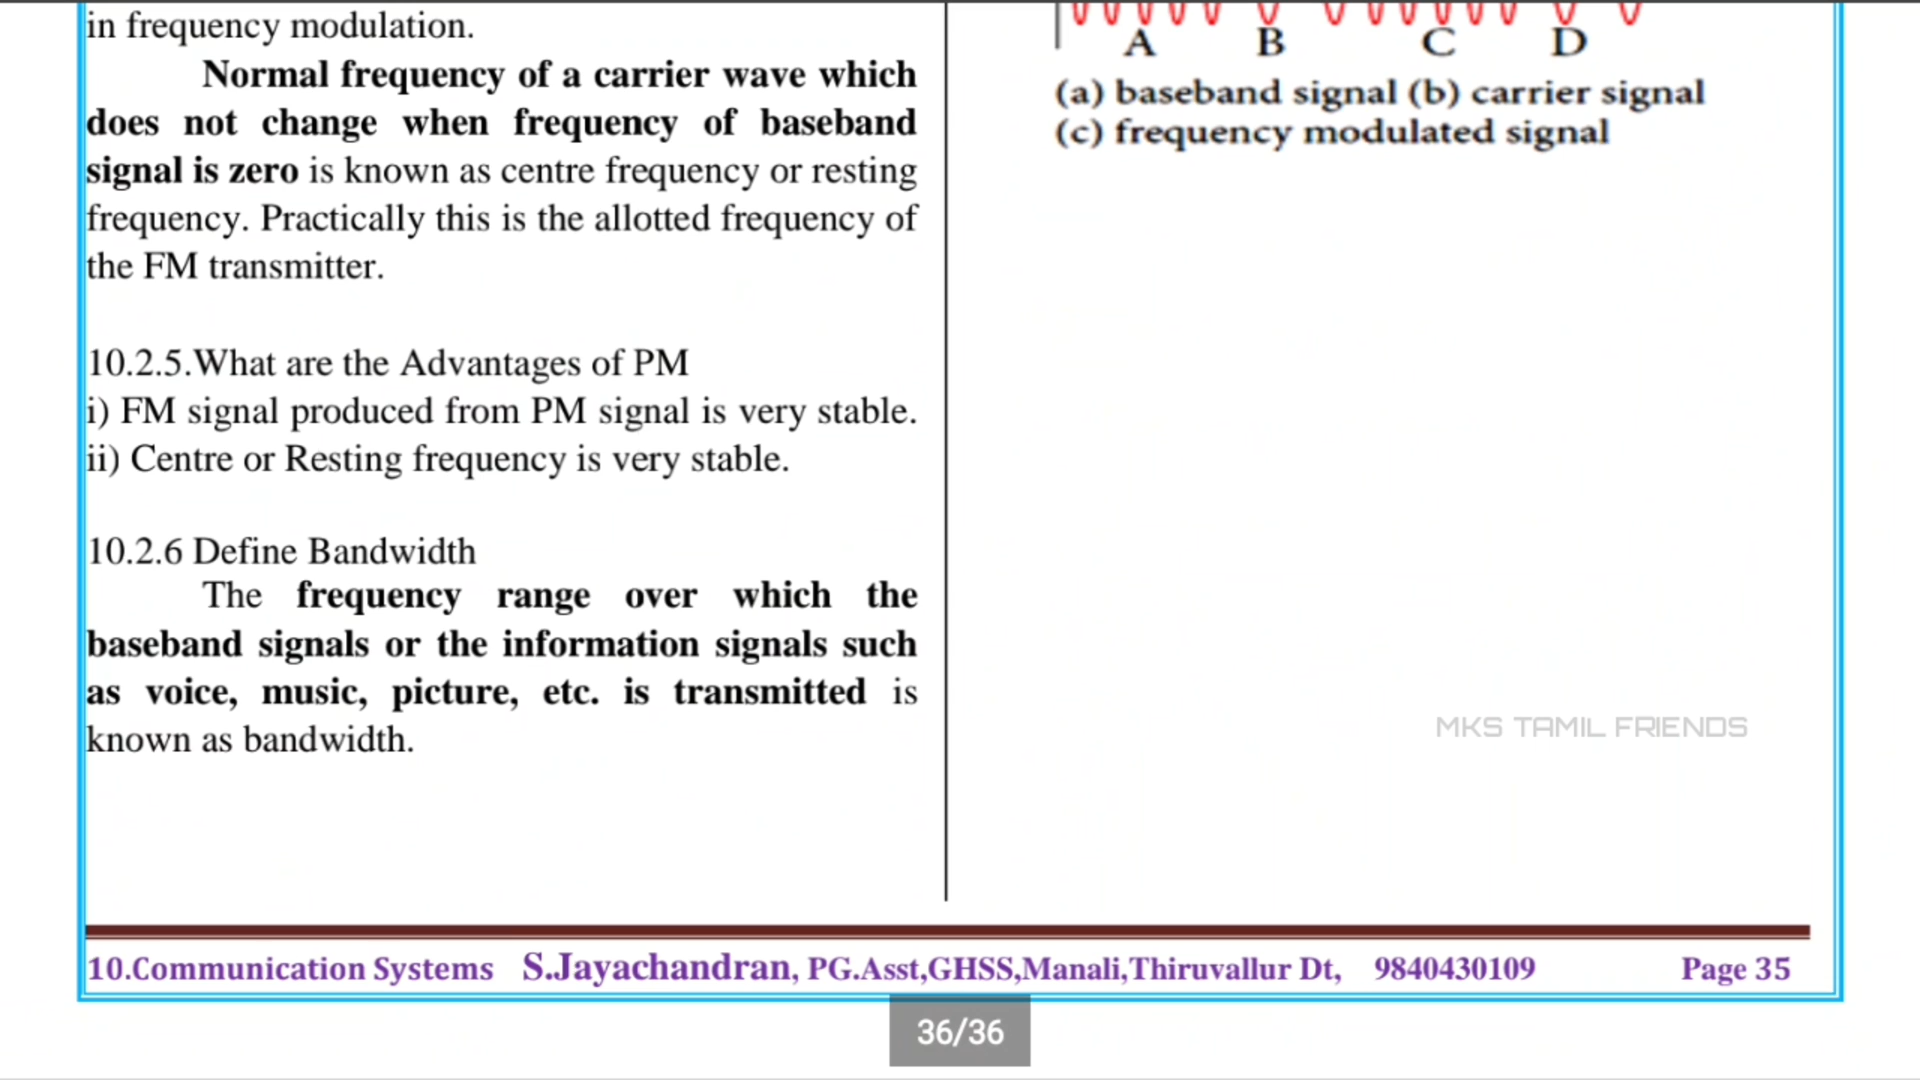 in frequency modulation.
Normal frequency of a carrier wave which
does not change when frequency of baseband
signal is zero is known as centre frequency or resting
frequency. Practically this is the allotted frequency of
the FM transmitter.
10.2.5.What are the Advantages of PM
i) FM signal produced from PM signal is very stable.
ii) Centre or Resting frequency is very stable.
10.2.6 Define Bandwidth
The frequency range over which the
baseband signals or the information signals such
as voice, music, picture, etc. is transmitted is
known as bandwidth.
A B C D
(a) baseband signal (b) carrier signal
(c) frequency modulated signal
MKS TAMIL FRIENDS
10.Communication Systems S.Jayachandran, PG.Asst,GHSS,Manali,Thiruvallur Dt, 9840430109 Page 35
36/36